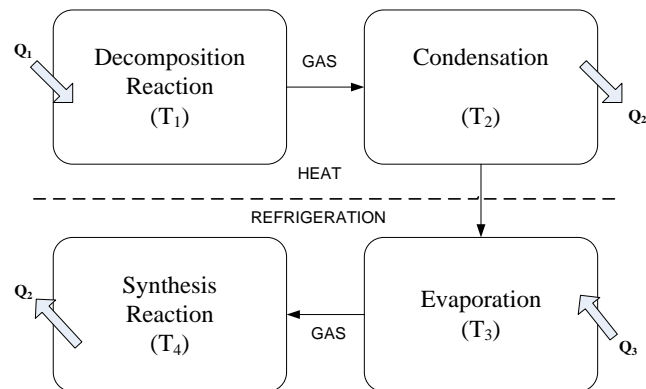 Q₁
Decomposition
Reaction
(T₁)
GAS
Condensation
(T₂)
Q₂
HEAT
REFRIGERATION
Q₂
Synthesis
Reaction
(T₄)
GAS
Evaporation
(T₃)
Q₃